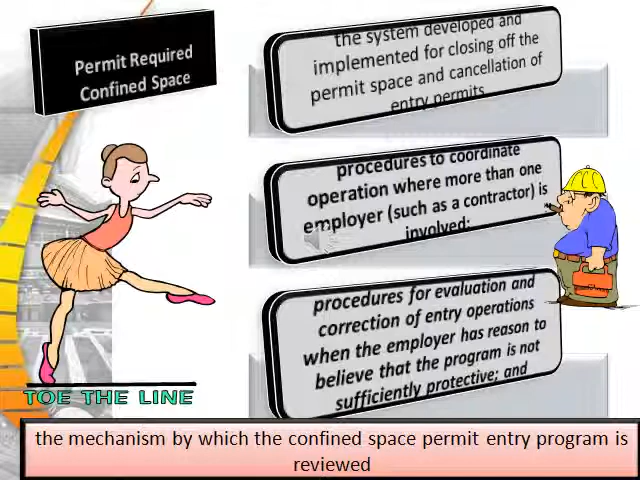 Permit Required
Confined Space
the system developed and
implemented for closing off the
permit space and cancellation of
entry permits
procedures to coordinate
operation where more than one
employer (such as a contractor) is
involved;
procedures for evaluation and
correction of entry operations
when the employer has reason to
believe that the program is not
sufficiently protective; and
TOE THE LINE
the mechanism by which the confined space permit entry program is
reviewed